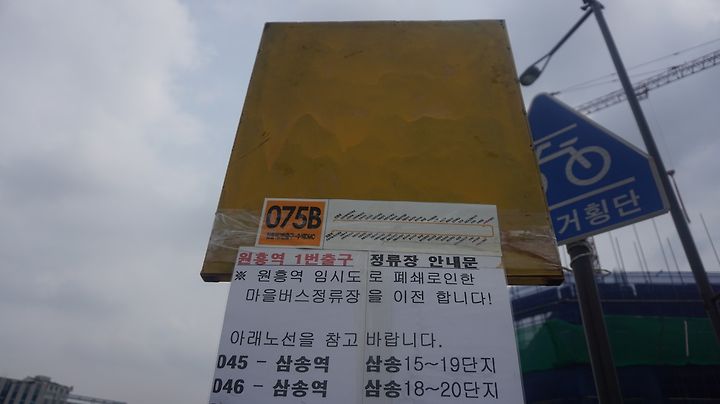 075B
원흥역 1번출구 정류장 안내문
※ 원흥역 임시도로 폐쇄로인한
마을버스정류장을 이전 합니다!
아래노선을 참고 바랍니다.
045 - 삼송역 삼송15~19단지
046 - 삼송역 삼송18~20단지
거횡단